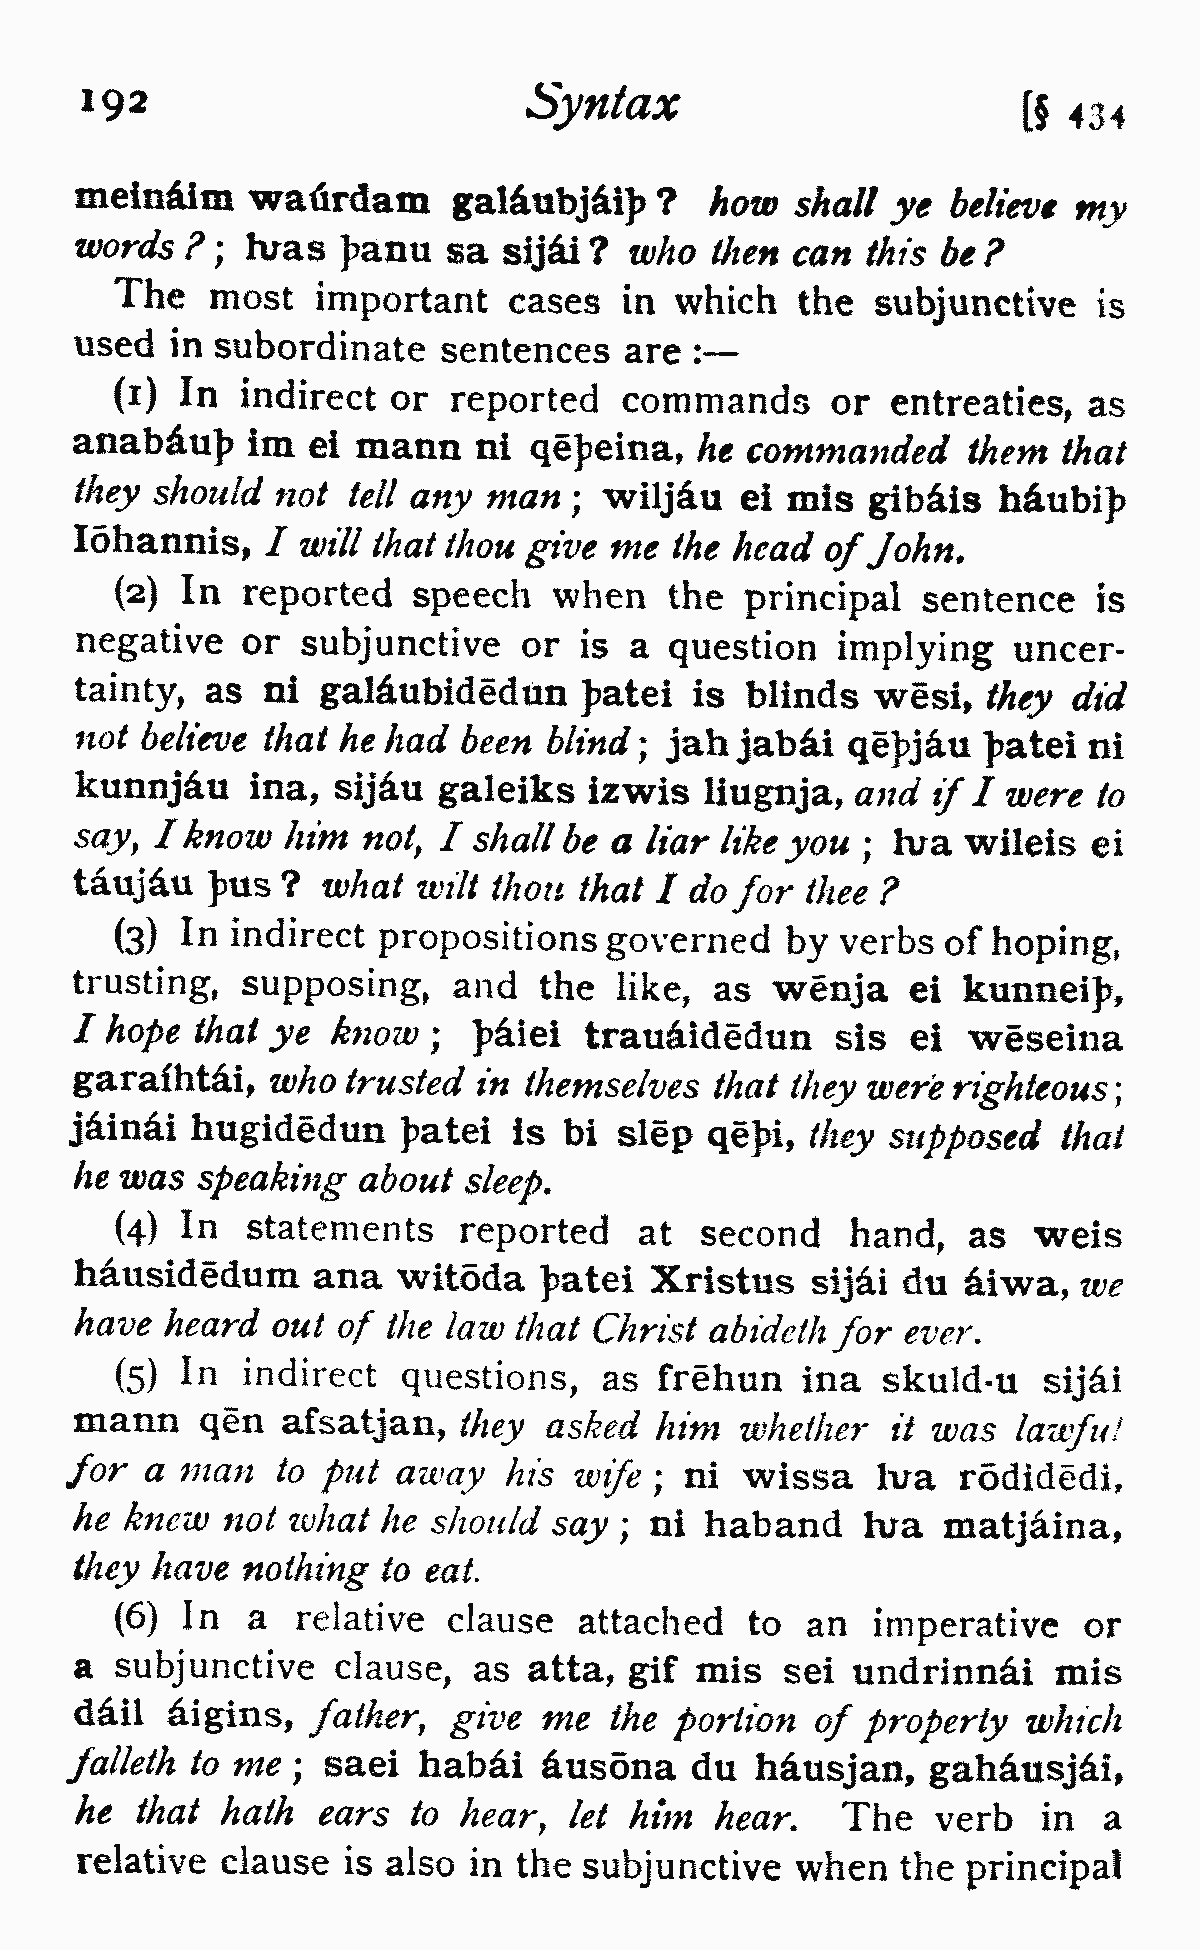 192 Syntax [§ 434
meináim waúrdam galáubjáiþ ? how shall ye believe my
words ? ; ƕas þanu sa sijái ? who then can this be ?
The most important cases in which the subjunctive is
used in subordinate sentences are :—
(1) In indirect or reported commands or entreaties, as
anabáuþ im ei mann ni qēþeina, he commanded them that
they should not tell any man ; wiljáu ei mis gibáis háubiþ
Iōhannis, I will that thou give me the head of John.
(2) In reported speech when the principal sentence is
negative or subjunctive or is a question implying uncer-
tainty, as ni galáubidēdun þatei is blinds wēsi, they did
not believe that he had been blind ; jah jabái qēþjáu þatei ni
kunnjáu ina, sijáu galeiks izwis liugnja, and if I were to
say, I know him not, I shall be a liar like you ; ƕa wileis ei
táujáu þus ? what wilt thou that I do for thee ?
(3) In indirect propositions governed by verbs of hoping,
trusting, supposing, and the like, as wēnja ei kunneiþ,
I hope that ye know ; þáiei trauáidēdun sis ei wēseina
garaíhtái, who trusted in themselves that they were righteous ;
jáinái hugidēdun þatei is bi slēp qēþi, they supposed that
he was speaking about sleep.
(4) In statements reported at second hand, as weis
háusidēdum ana witōda þatei Xristus sijái du áiwa, we
have heard out of the law that Christ abideth for ever.
(5) In indirect questions, as frēhun ina skuld-u sijái
mann qēn afsatjan, they asked him whether it was lawful
for a man to put away his wife ; ni wissa ƕa rōdidēdi,
he knew not what he should say ; ni haband ƕa matjáina,
they have nothing to eat.
(6) In a relative clause attached to an imperative or
a subjunctive clause, as atta, gif mis sei undrinnái mis
dáil áigins, father, give me the portion of property which
falleth to me ; saei habái áusōna du háusjan, gaháusjái,
he that hath ears to hear, let him hear. The verb in a
relative clause is also in the subjunctive when the principal